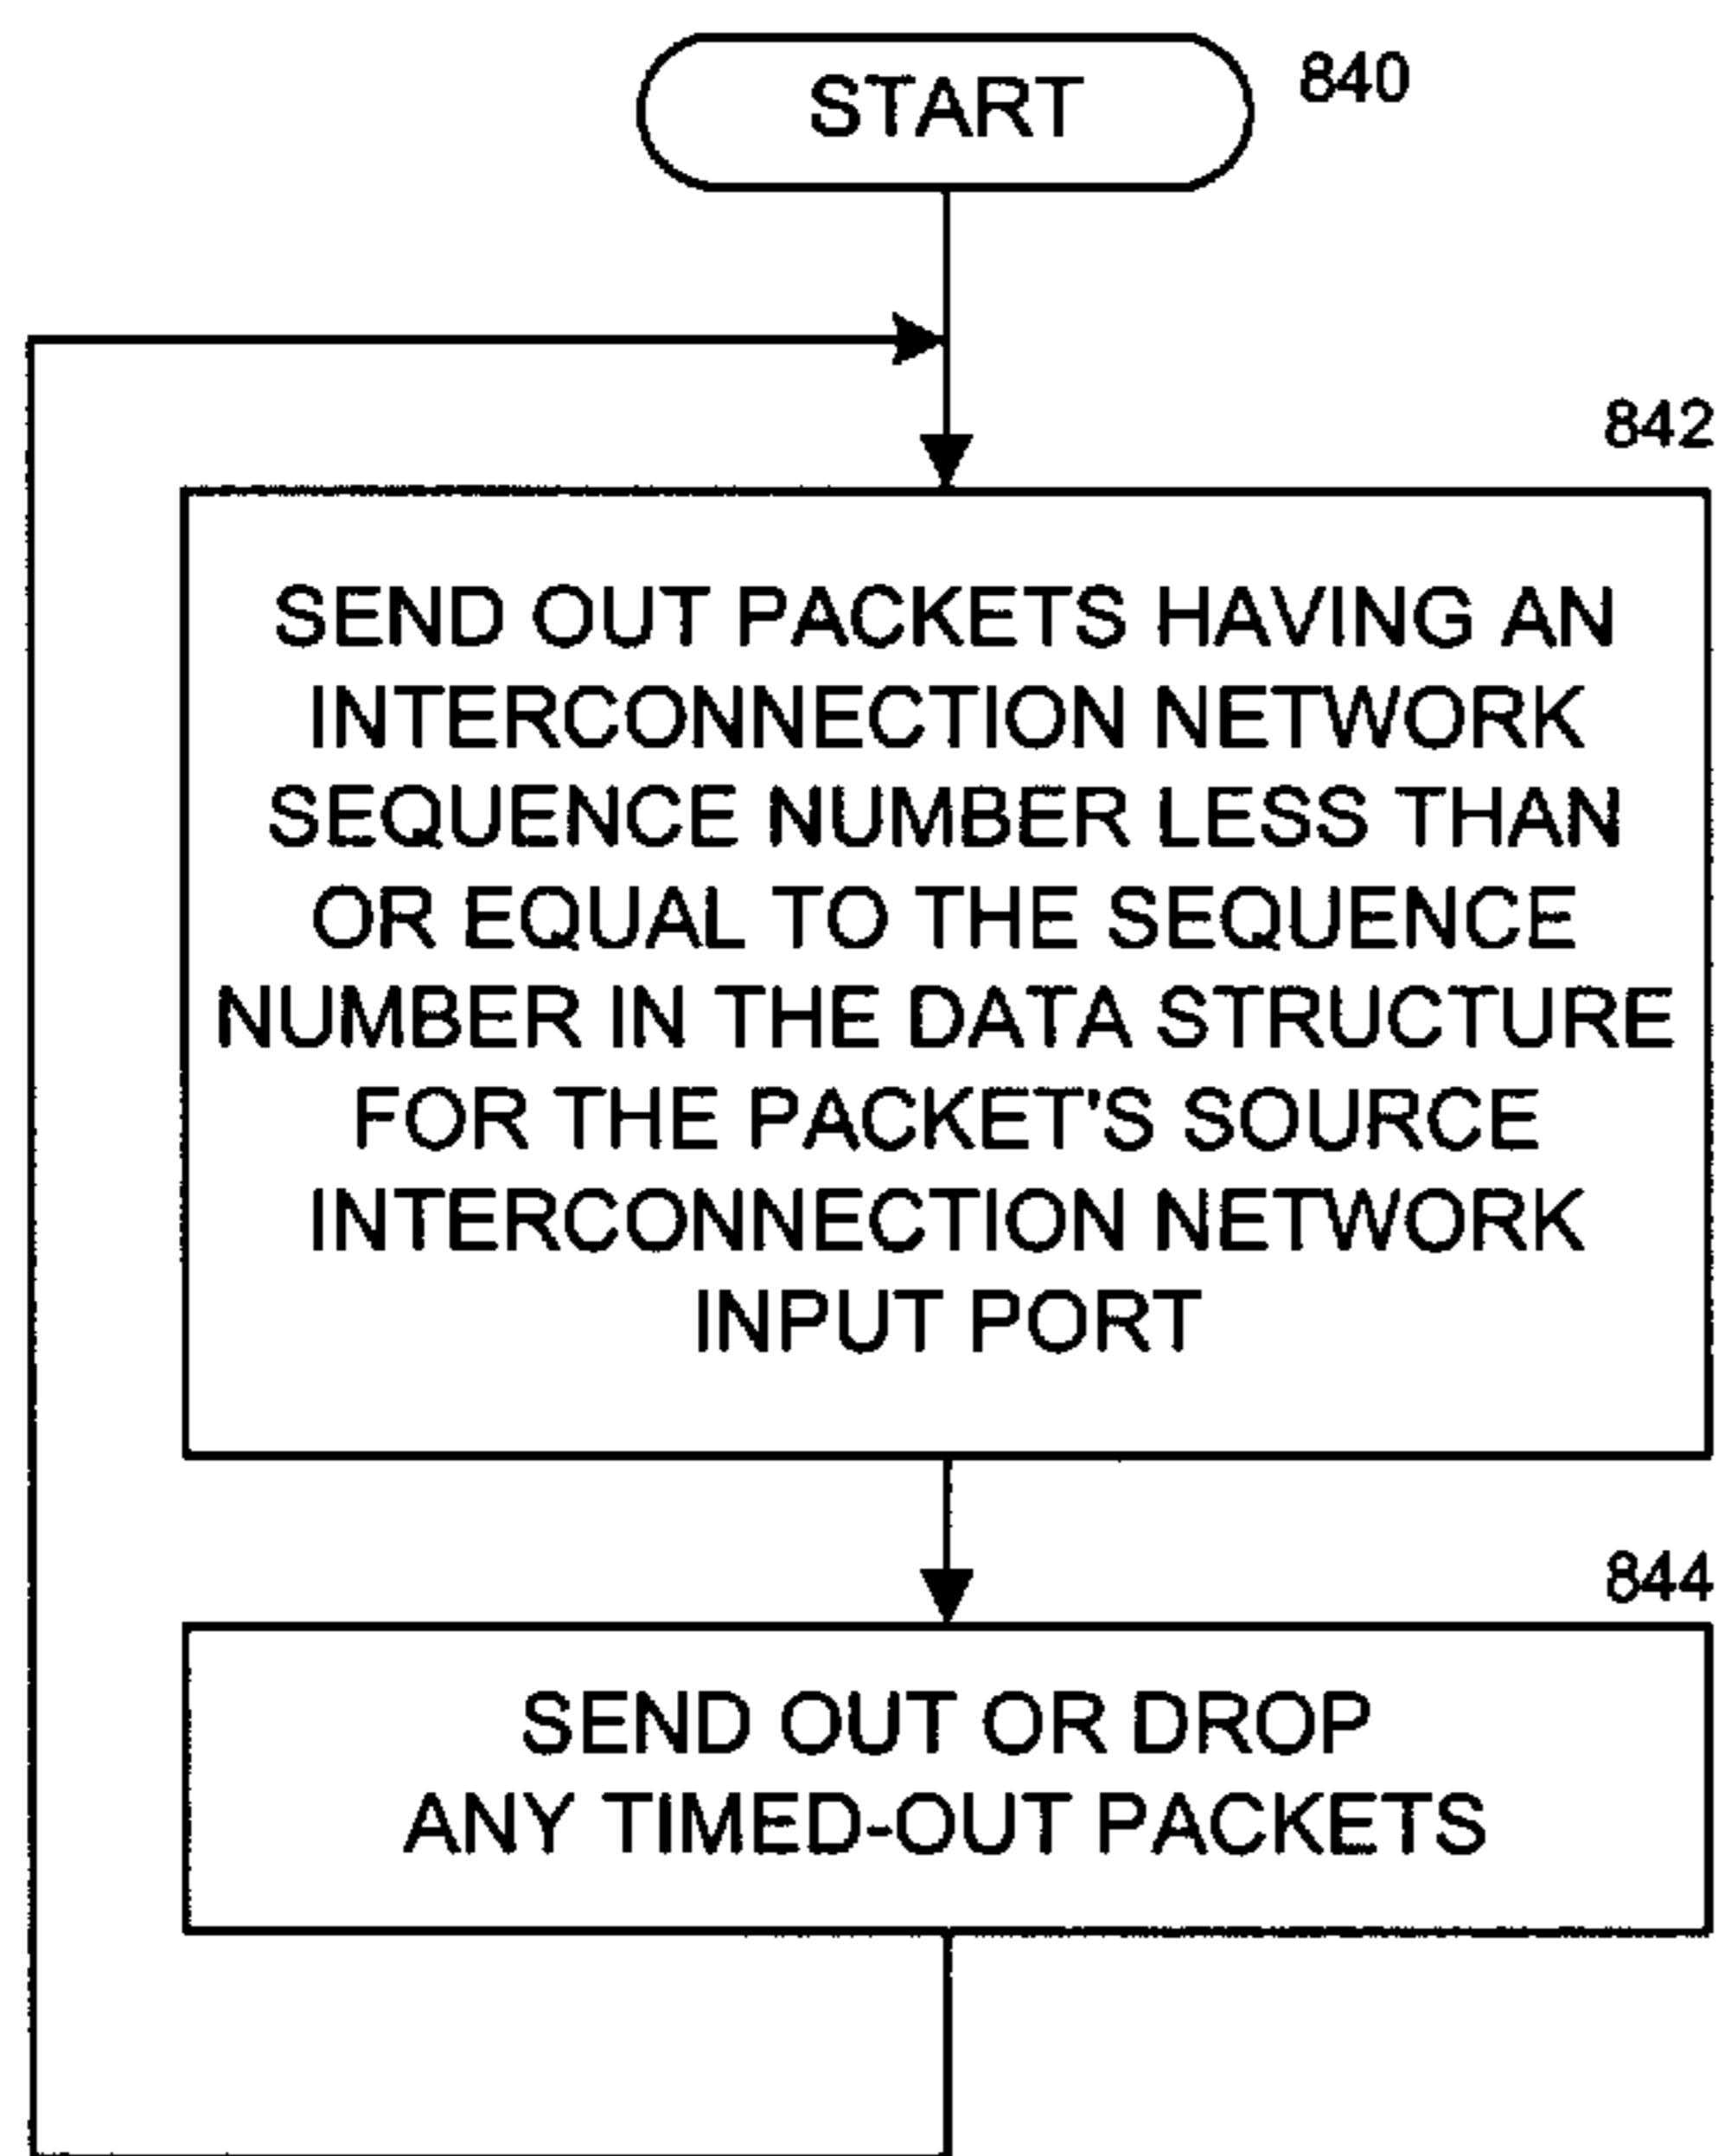 START
840
842
SEND OUT PACKETS HAVING AN
INTERCONNECTION NETWORK
SEQUENCE NUMBER LESS THAN
OR EQUAL TO THE SEQUENCE
NUMBER IN THE DATA STRUCTURE
FOR THE PACKET'S SOURCE
INTERCONNECTION NETWORK
INPUT PORT
844
SEND OUT OR DROP
ANY TIMED-OUT PACKETS